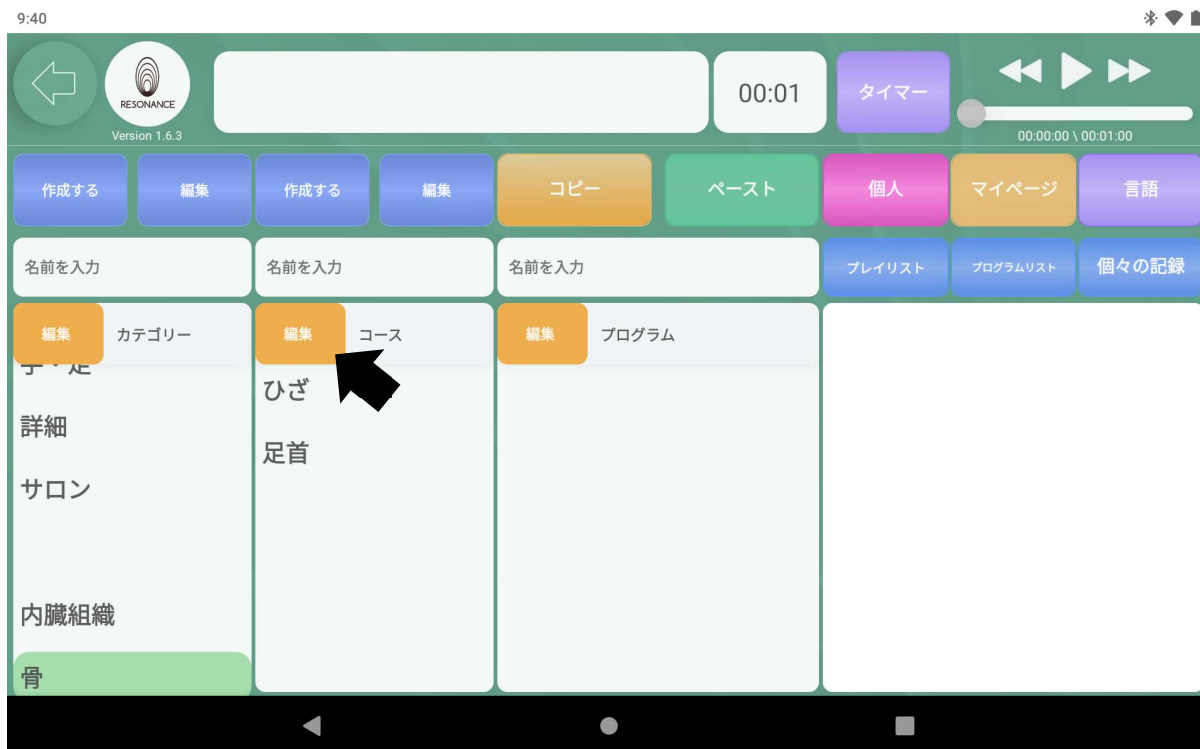 9:40
RESONANCE
Version 1.6.3
00:01
タイマー
00:00:00 \ 00:01:00
作成する
編集
作成する
編集
コピー
ペースト
個人
マイページ
言語
名前を入力
名前を入力
名前を入力
プレイリスト
プログラムリスト
個々の記録
編集
カテゴリー
編集
コース
編集
プログラム
詳細
サロン
内臓組織
骨
ひざ
足首